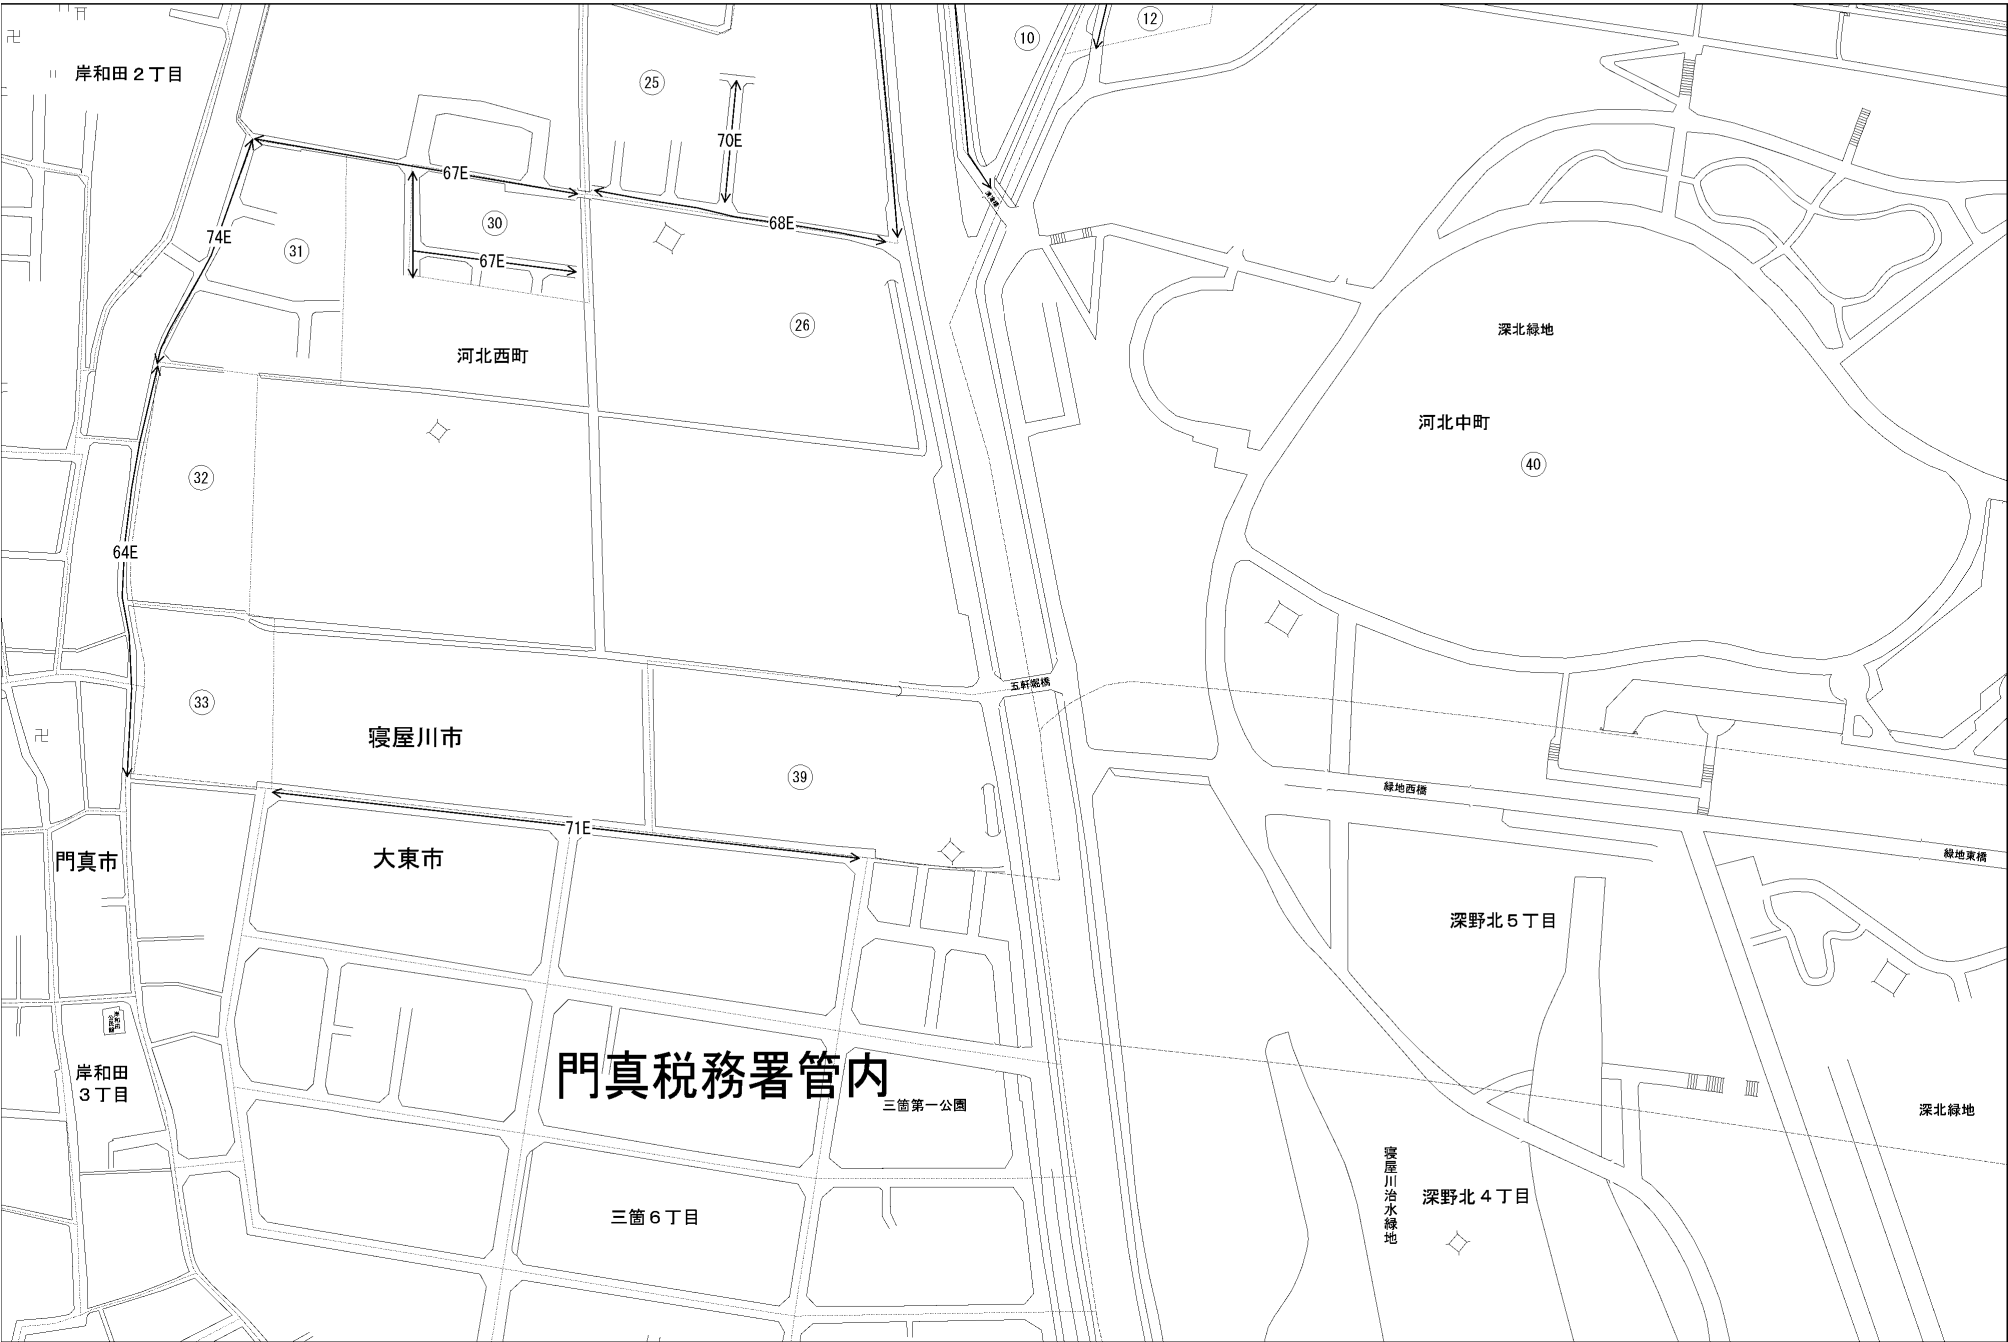 10
12
岸和田2丁目
25
70E
67E
68E
30
74E
31
67E
26
深北緑地
河北西町
河北中町
40
32
64E
五軒堀橋
33
寝屋川市
39
緑地西橋
71E
門真市
大東市
緑地東橋
深野北5丁目
門真税務署管内
岸和田
3丁目
三箇第一公園
深北緑地
寝屋川治水緑地
深野北4丁目
三箇6丁目